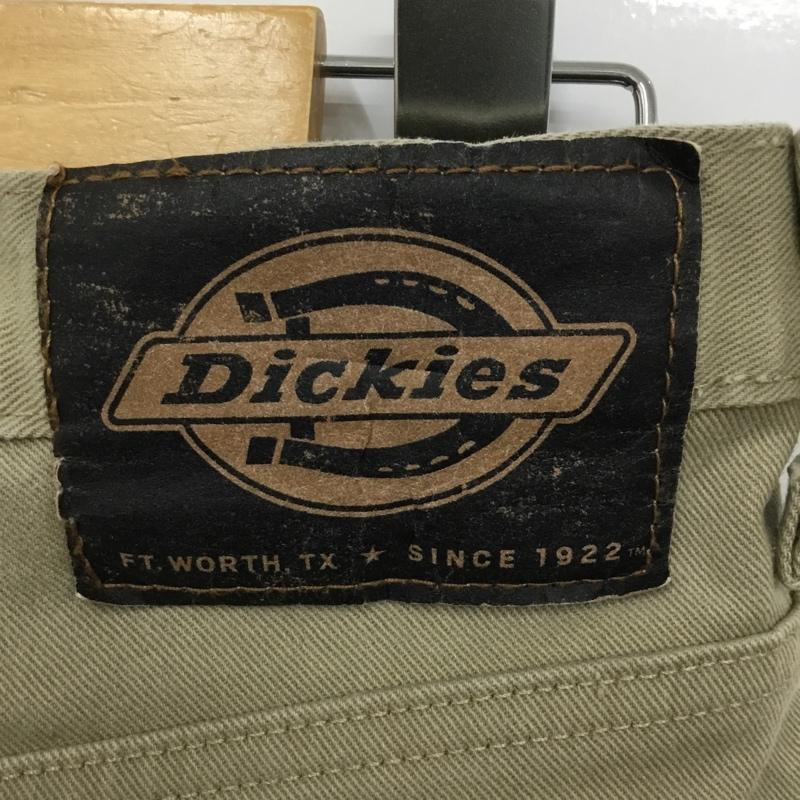 Dickies
FT. WORTH, TX ★ SINCE 1922™